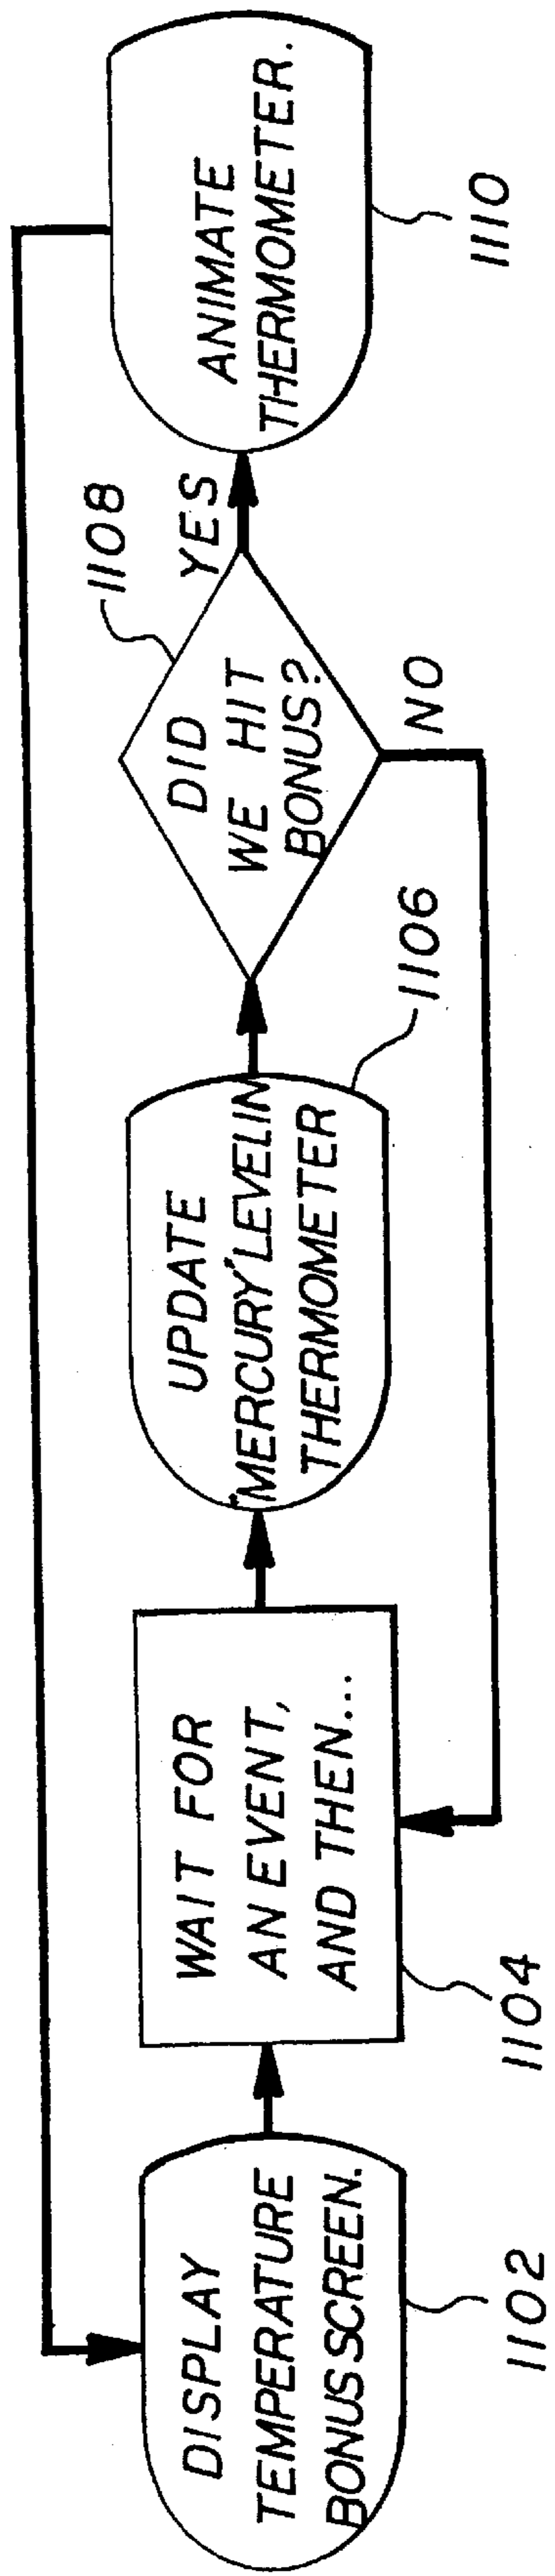 DISPLAY
TEMPERATURE
BONUS SCREEN.
1102
WAIT FOR
AN EVENT,
AND THEN...
1104
UPDATE
"MERCURY" LEVEL IN
THERMOMETER
1106
DID
WE HIT
BONUS?
1108
YES
NO
ANIMATE
THERMOMETER.
1110